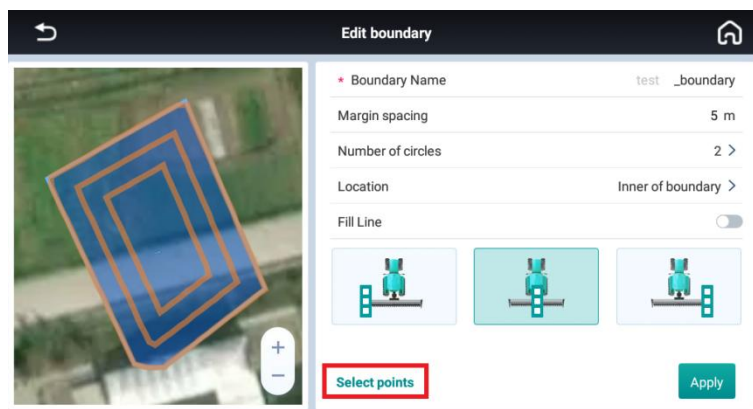 Edit boundary
* Boundary Name test _boundary
Margin spacing 5 m
Number of circles 2 >
Location Inner of boundary >
Fill Line
+
−
Select points
Apply